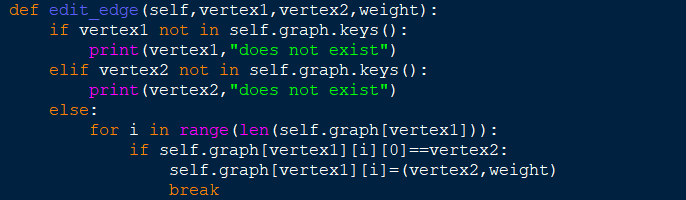 def edit_edge(self,vertex1,vertex2,weight):
    if vertex1 not in self.graph.keys():
        print(vertex1,"does not exist")
    elif vertex2 not in self.graph.keys():
        print(vertex2,"does not exist")
    else:
        for i in range(len(self.graph[vertex1])):
            if self.graph[vertex1][i][0]==vertex2:
                self.graph[vertex1][i]=(vertex2,weight)
                break